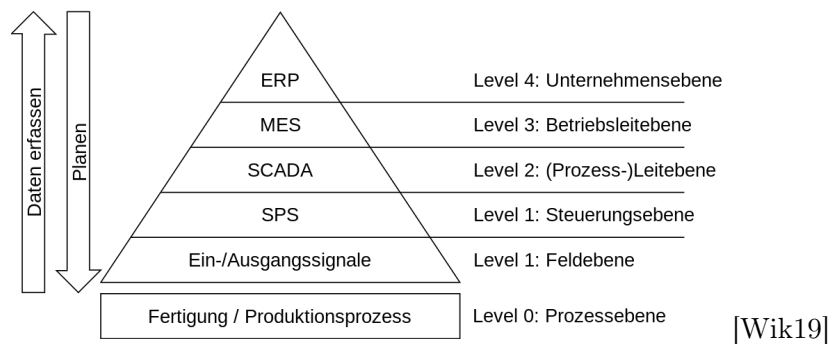 Daten erfassen
Planen
ERP
Level 4: Unternehmensebene
MES
Level 3: Betriebsleitebene
SCADA
Level 2: (Prozess-)Leitebene
SPS
Level 1: Steuerungsebene
Ein-/Ausgangssignale
Level 1: Feldebene
Fertigung / Produktionsprozess
Level 0: Prozessebene
[Wik19]